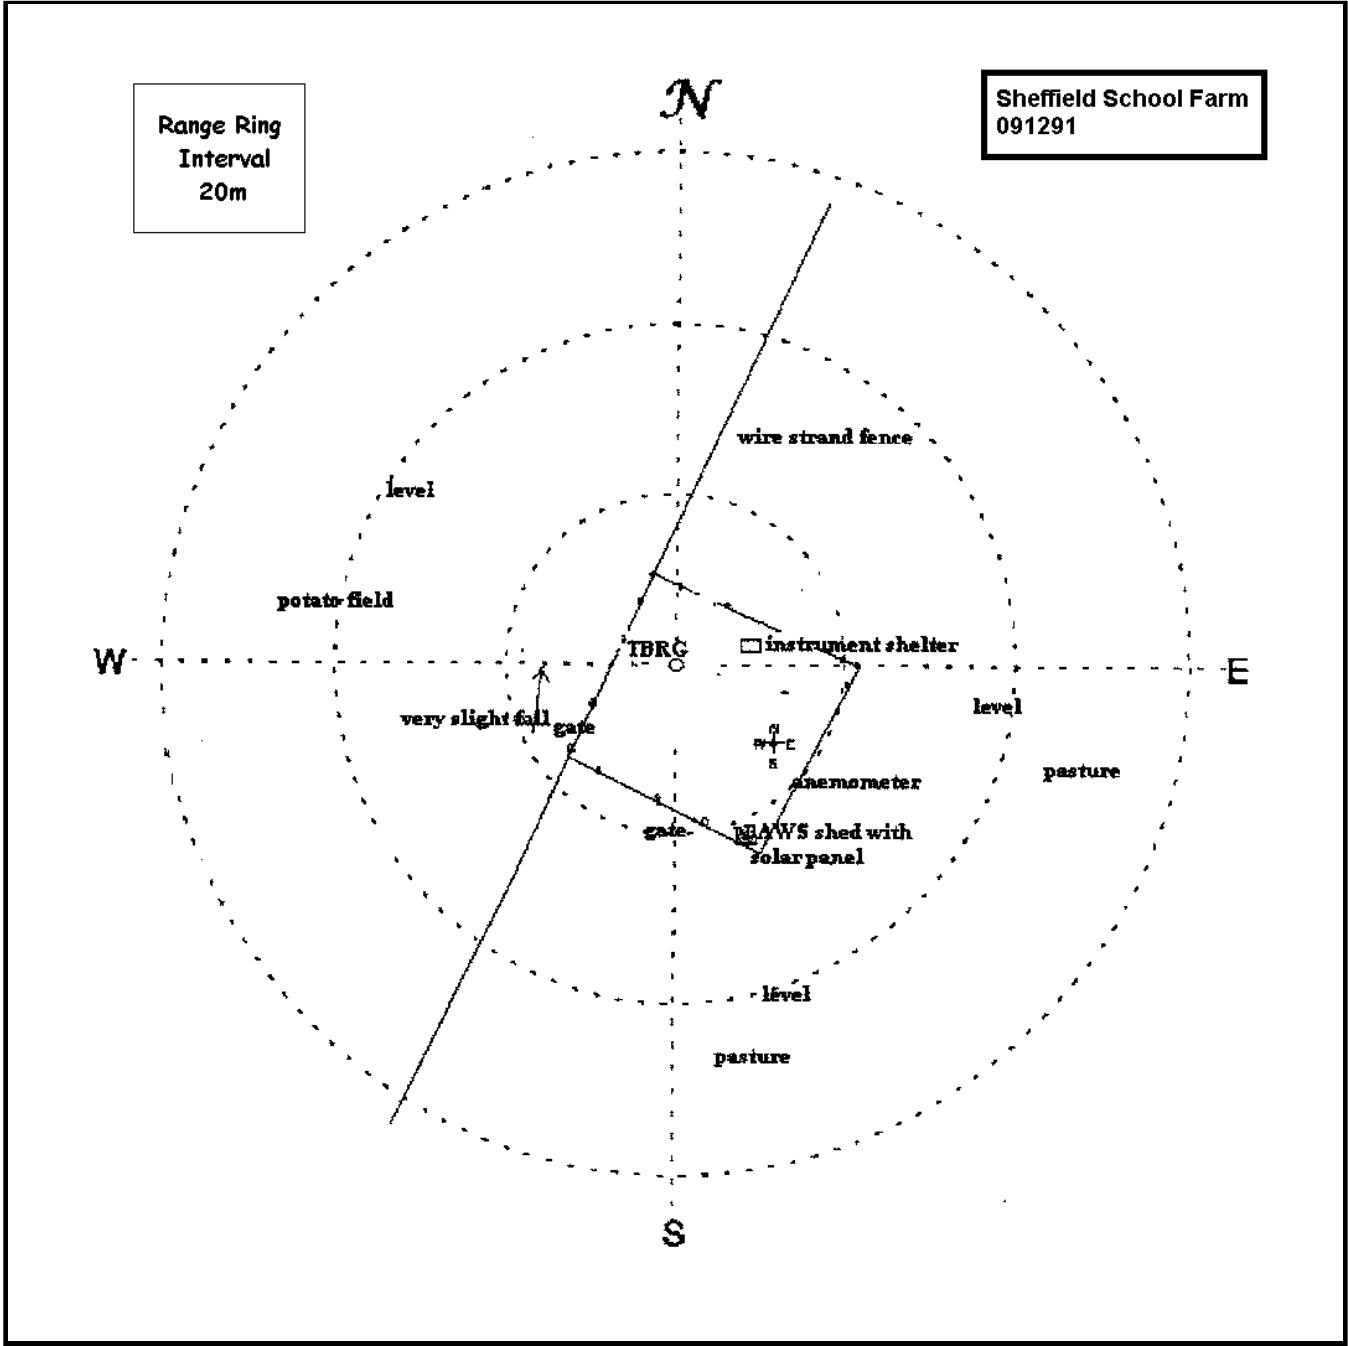 N
Sheffield School Farm
091291
Range Ring
Interval
20m
wire strand fence
level
potato field
TBRG
instrument shelter
W
E
level
very slight fall
gate
N
W E
S
pasture
anemometer
gate
AWS shed with
solar panel
level
pasture
S